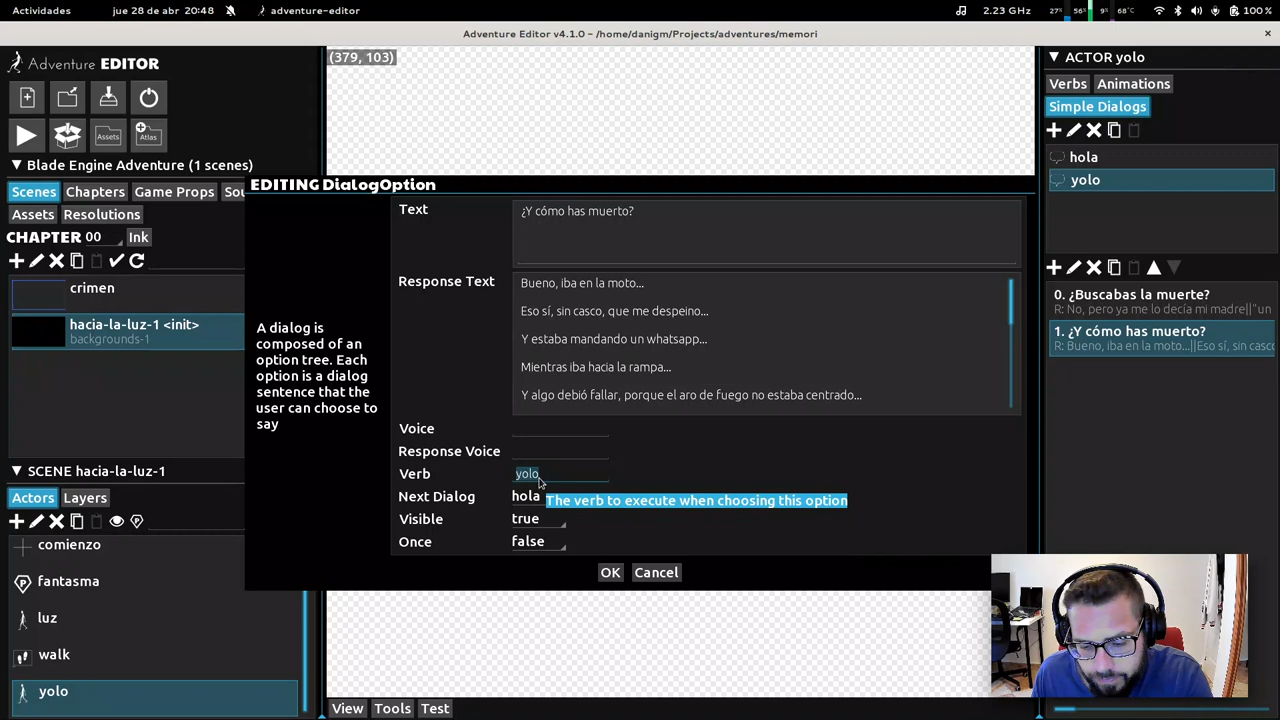 Actividades
jue 28 de abr 20:48
adventure-editor
27%
56%
9%
68°C
2.23 GHz
100 %
Adventure Editor v4.1.0 - /home/danigm/Projects/adventures/memori
×
Adventure EDITOR
Assets
Atlas
▼ Blade Engine Adventure (1 scenes)
Scenes
Chapters
Game Props
Sou
Assets
Resolutions
CHAPTER 00
Ink
crimen
hacia-la-luz-1 <init>
backgrounds-1
▼ SCENE hacia-la-luz-1
Actors
Layers
comienzo
fantasma
luz
walk
yolo
(379, 103)
EDITING DialogOption
A dialog is
composed of an
option tree. Each
option is a dialog
sentence that the
user can choose to
say
Text
¿Y cómo has muerto?
Response Text
Bueno, iba en la moto...
Eso sí, sin casco, que me despeino...
Y estaba mandando un whatsapp...
Mientras iba hacia la rampa...
Y algo debió fallar, porque el aro de fuego no estaba centrado...
Voice
Response Voice
Verb
yolo
Next Dialog
hola
The verb to execute when choosing this option
Visible
true
Once
false
OK
Cancel
View
Tools
Test
▼ ACTOR yolo
Verbs
Animations
Simple Dialogs
hola
yolo
0. ¿Buscabas la muerte?
R: No, pero ya me lo decía mi madre||"un
1. ¿Y cómo has muerto?
R: Bueno, iba en la moto...||Eso sí, sin casco